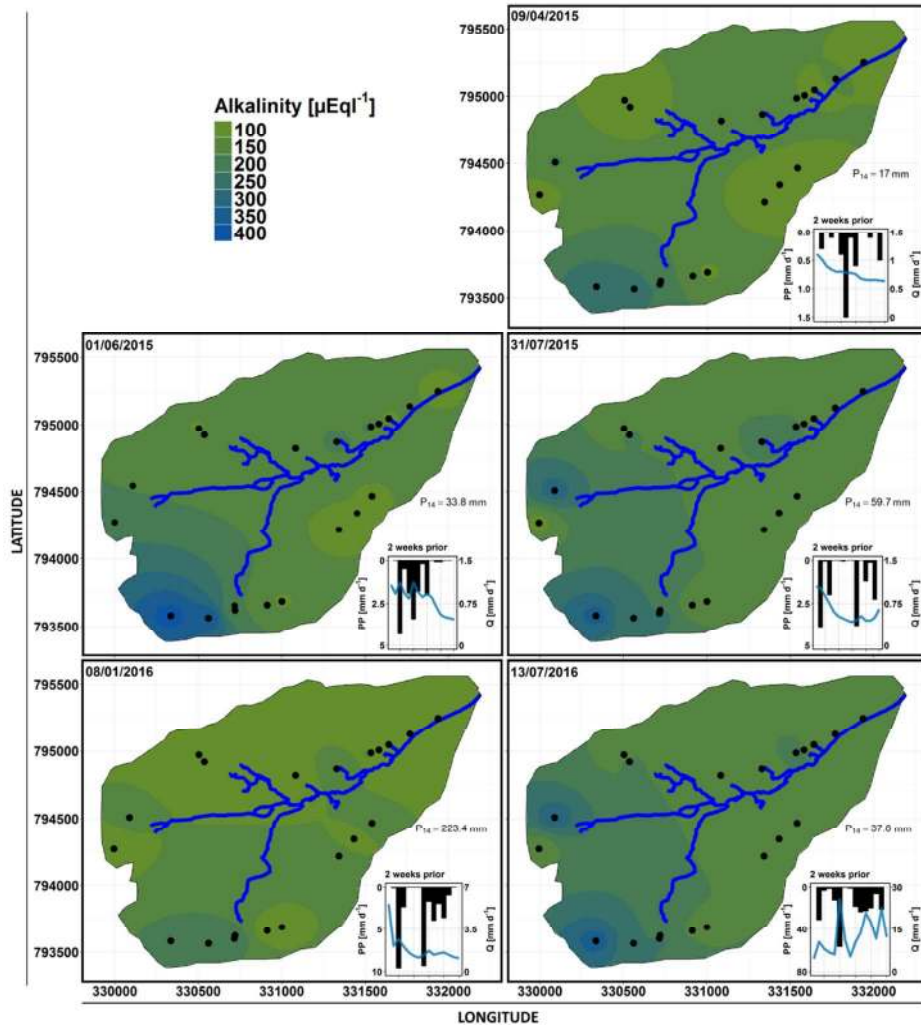 09/04/2015
Alkalinity [µEql⁻¹]
100
150
200
250
300
350
400
795500
795000
794500
794000
793500
P₁₄ = 17 mm
2 weeks prior
PP [mm d⁻¹]
0.0
0.5
1.0
1.5
Q [mm d⁻¹]
1.6
1
0.5
0
LATITUDE
01/06/2015
795500
795000
794500
794000
793500
P₁₄ = 33.8 mm
2 weeks prior
PP [mm d⁻¹]
0
2.5
5
Q [mm d⁻¹]
1.5
0.75
0
31/07/2015
P₁₄ = 59.7 mm
2 weeks prior
PP [mm d⁻¹]
0
2.5
5
Q [mm d⁻¹]
1.5
0.75
0
08/01/2016
795500
795000
794500
794000
793500
P₁₄ = 223.4 mm
2 weeks prior
PP [mm d⁻¹]
0
5
10
Q [mm d⁻¹]
7
3.5
0
13/07/2016
2 weeks prior
PP [mm d⁻¹]
0
40
80
Q [mm d⁻¹]
30
15
0
330000 330500 331000 331500 332000
330000 330500 331000 331500 332000
LONGITUDE